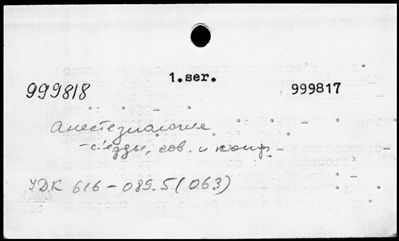 1.ser.
999818 999817
Анестезиология
-съезды, сов. и конф.
УДК 616-089.5(063)